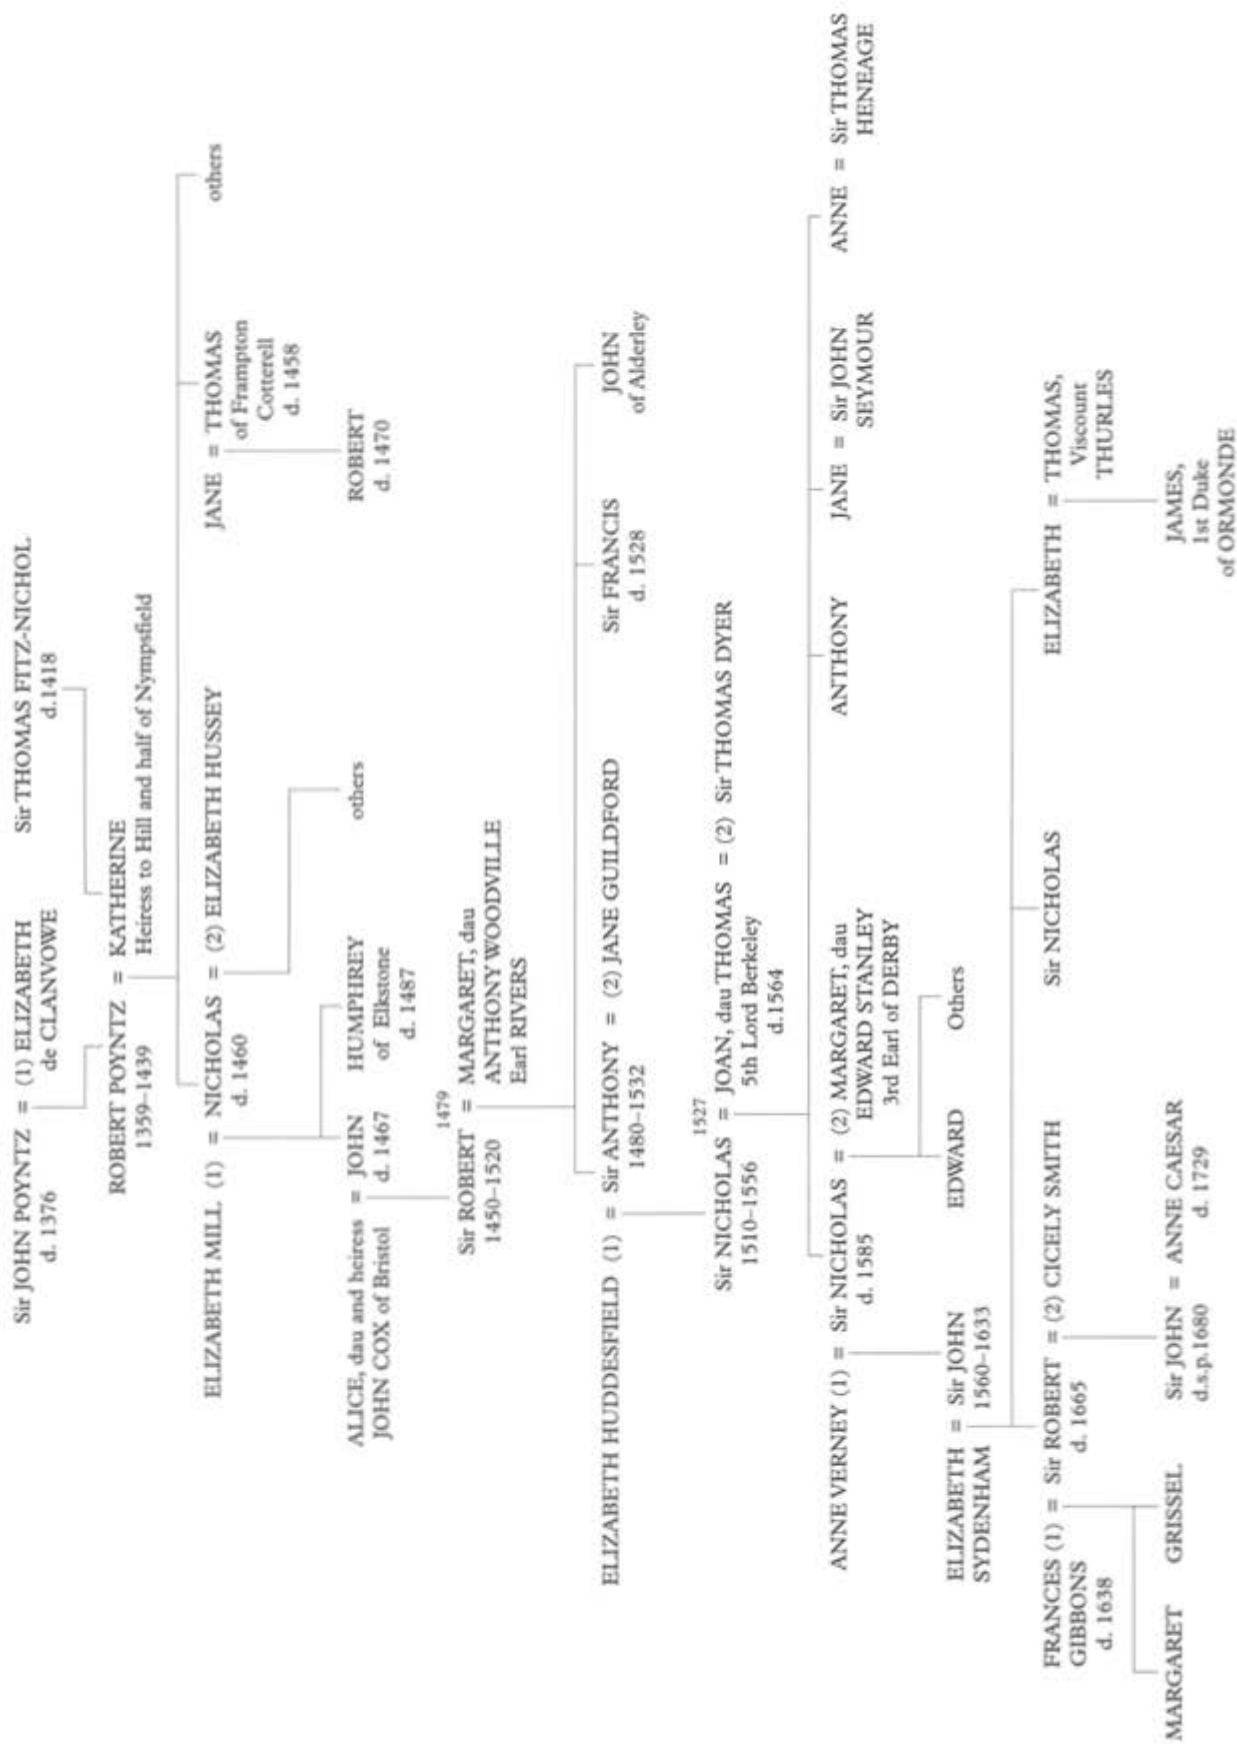 Sir JOHN POYNTZ = (1) ELIZABETH
d. 1376
de CLANVOWE
Sir THOMAS FITZ-NICHOL
d.1418
ROBERT POYNTZ = KATHERINE
1359–1439
Heiress to Hill and half of Nympsfield
ELIZABETH MILL (1) = NICHOLAS = (2) ELIZABETH HUSSEY
d. 1460
JANE = THOMAS
of Frampton
Cotterell
d. 1458
others
ALICE, dau and heiress = JOHN
JOHN COX of Bristol
d. 1467
HUMPHREY
of Elkstone
d. 1487
others
ROBERT
d. 1470
1479
Sir ROBERT = MARGARET, dau
1450–1520
ANTHONY WOODVILLE
Earl RIVERS
ELIZABETH HUDDESFIELD (1) = Sir ANTHONY = (2) JANE GUILDFORD
1480–1532
Sir FRANCIS
d. 1528
JOHN
of Alderley
1527
Sir NICHOLAS = JOAN, dau THOMAS = (2) Sir THOMAS DYER
1510–1556
5th Lord Berkeley
d.1564
ANNE VERNEY (1) = Sir NICHOLAS = (2) MARGARET, dau
d. 1585
EDWARD STANLEY
3rd Earl of DERBY
ANTHONY
JANE = Sir JOHN
SEYMOUR
ANNE = Sir THOMAS
HENEAGE
ELIZABETH = Sir JOHN
SYDENHAM
1560–1633
EDWARD
Others
FRANCES (1) = Sir ROBERT = (2) CICELY SMITH
GIBBONS
d. 1638
d. 1665
Sir NICHOLAS
ELIZABETH = THOMAS,
Viscount
THURLES
MARGARET
GRISSEL
Sir JOHN = ANNE CAESAR
d.s.p.1680
d. 1729
JAMES,
1st Duke
of ORMONDE